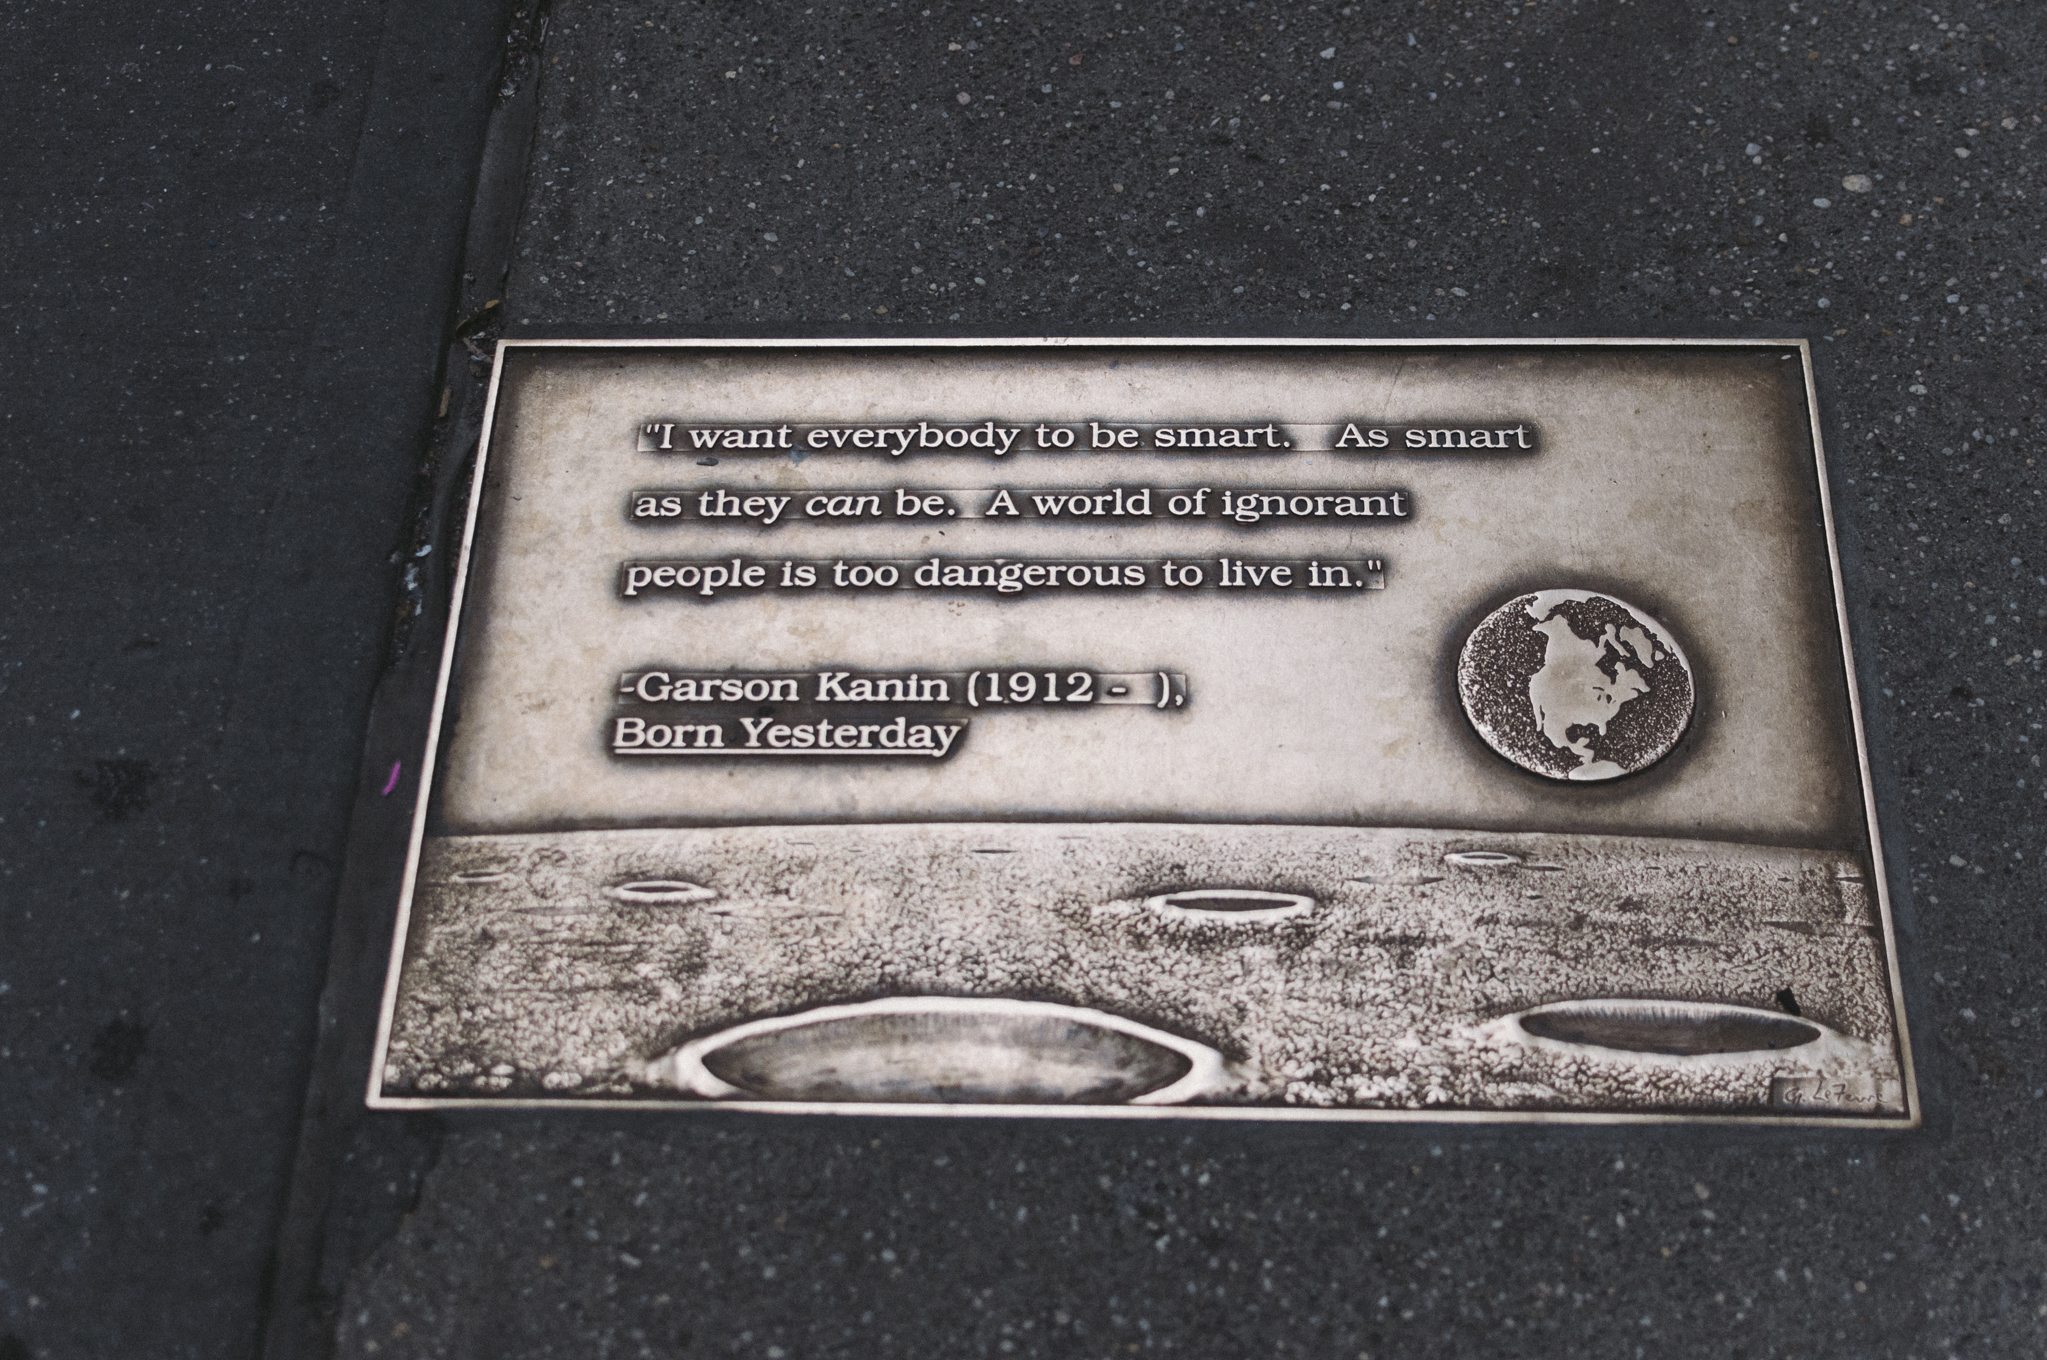 "I want everybody to be smart. As smart
as they can be. A world of ignorant
people is too dangerous to live in."
-Garson Kanin (1912 - ),
Born Yesterday
G. LeFevre